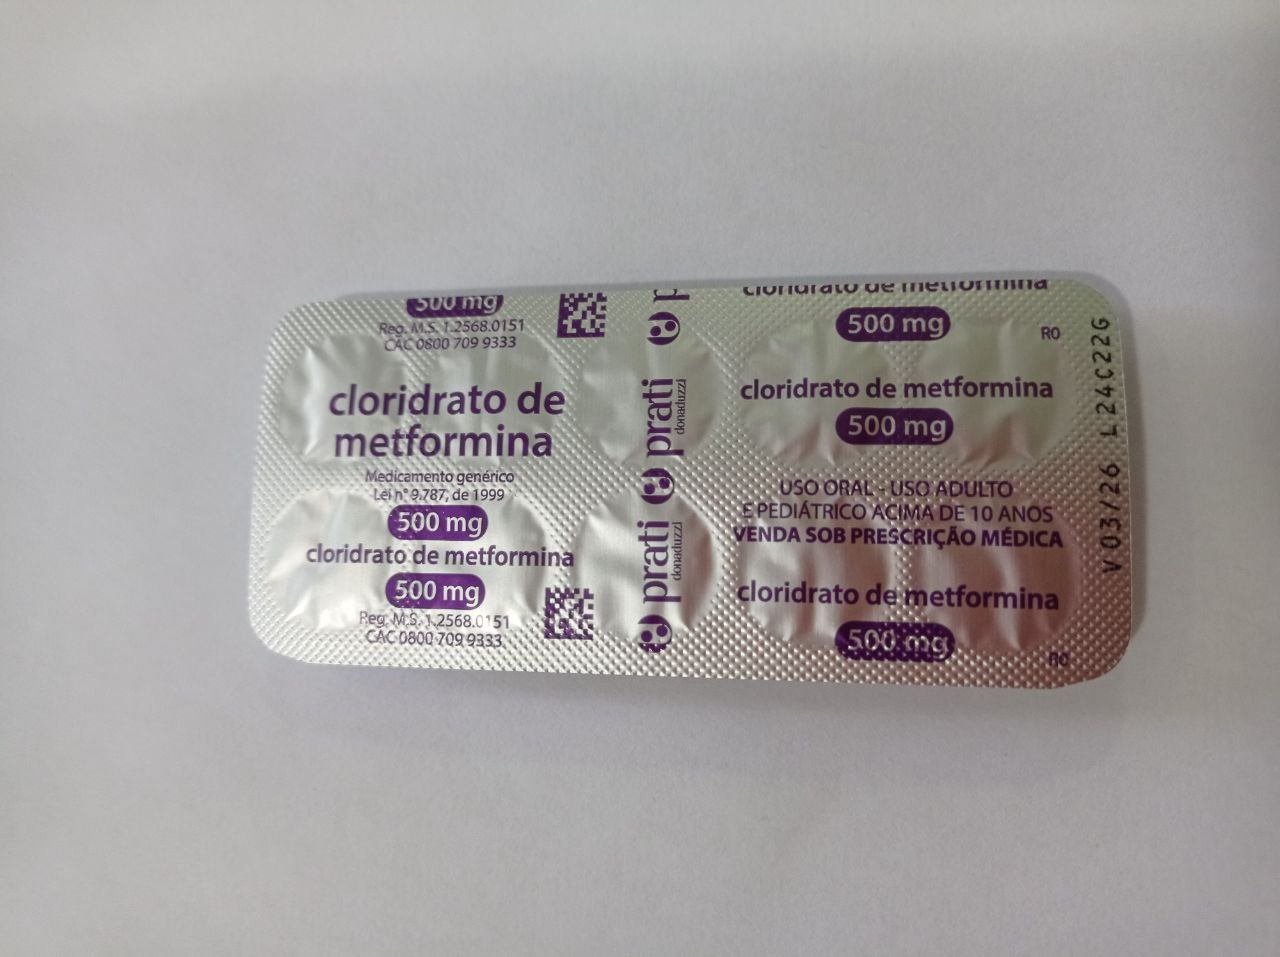 500 mg
Reg. M.S. 1.2568.0151
CAC 0800 709 9333
cloridrato de
metformina
Medicamento genérico
Lei nº 9.787, de 1999
500 mg
cloridrato de metformina
500 mg
Reg. M.S. 1.2568.0151
CAC 0800 709 9333
p
prati
donaduzzi
prati
donaduzzi
cloridrato de metformina
500 mg
RO
cloridrato de metformina
500 mg
USO ORAL - USO ADULTO
E PEDIÁTRICO ACIMA DE 10 ANOS
VENDA SOB PRESCRIÇÃO MÉDICA
cloridrato de metformina
500 mg
RO
V 03/26 L24C22G